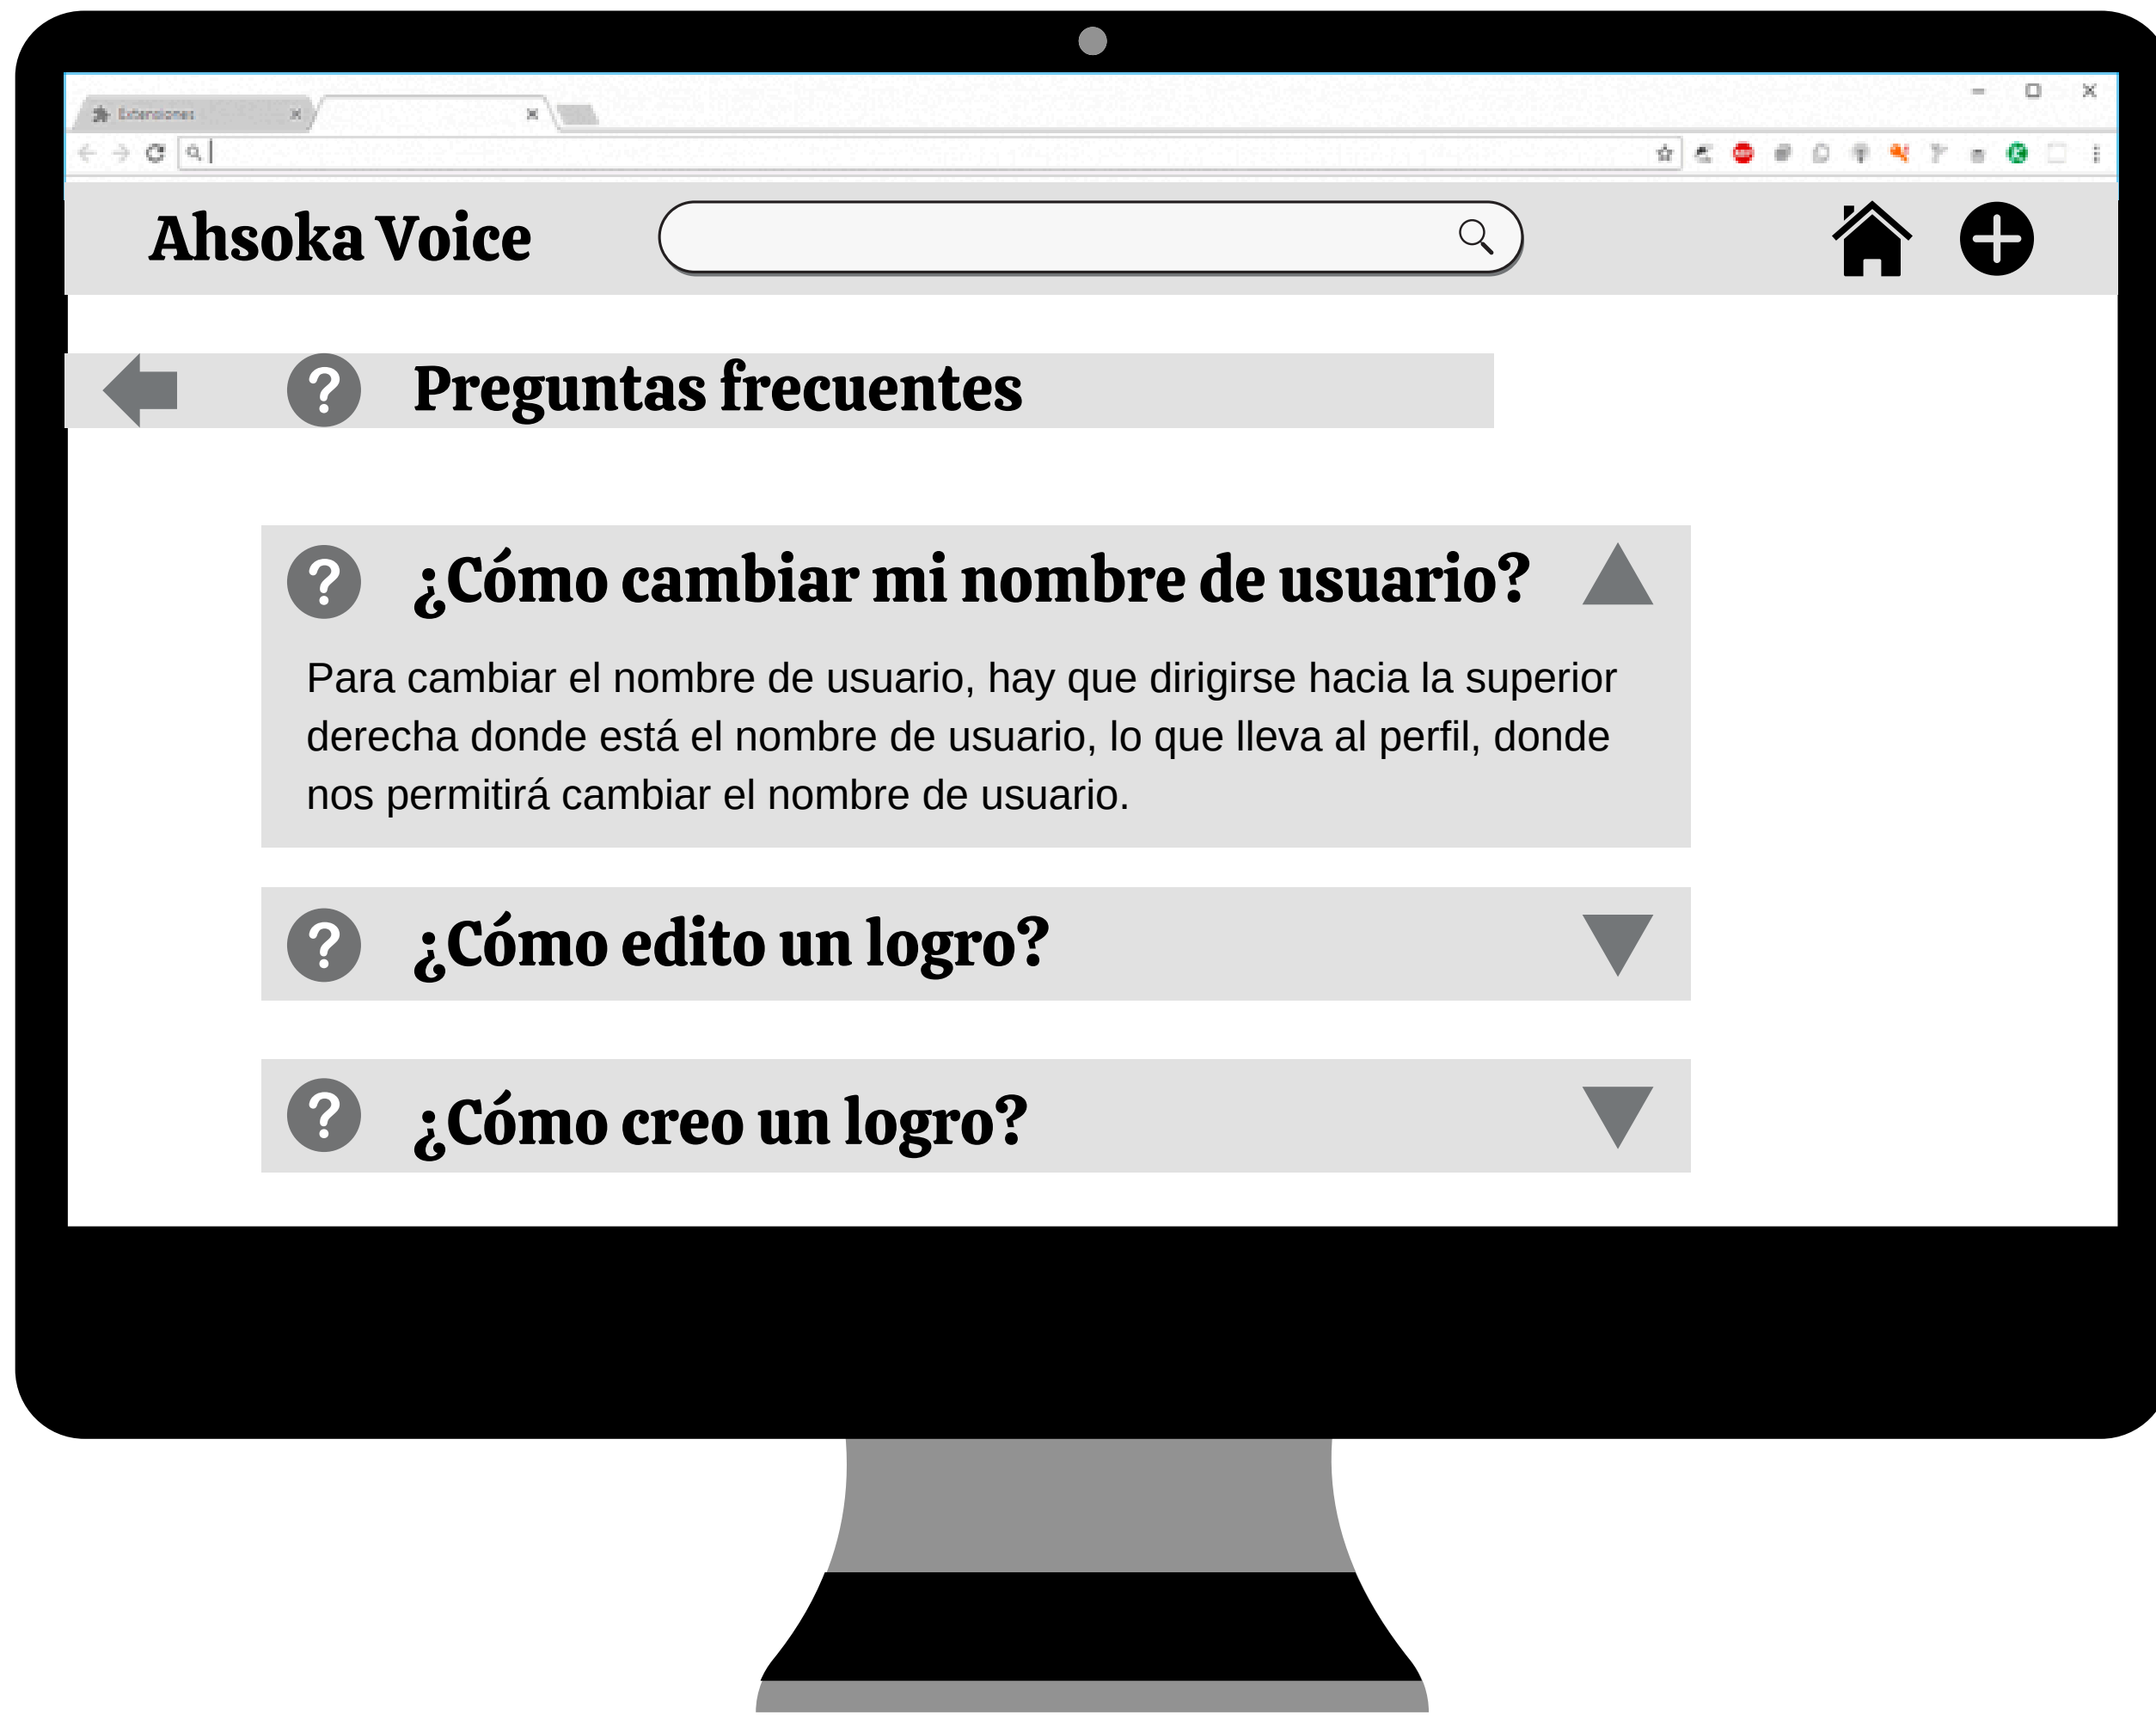 Extensiones
Ahsoka Voice
Preguntas frecuentes
¿Cómo cambiar mi nombre de usuario?
Para cambiar el nombre de usuario, hay que dirigirse hacia la superior
derecha donde está el nombre de usuario, lo que lleva al perfil, donde
nos permitirá cambiar el nombre de usuario.
¿Cómo edito un logro?
¿Cómo creo un logro?